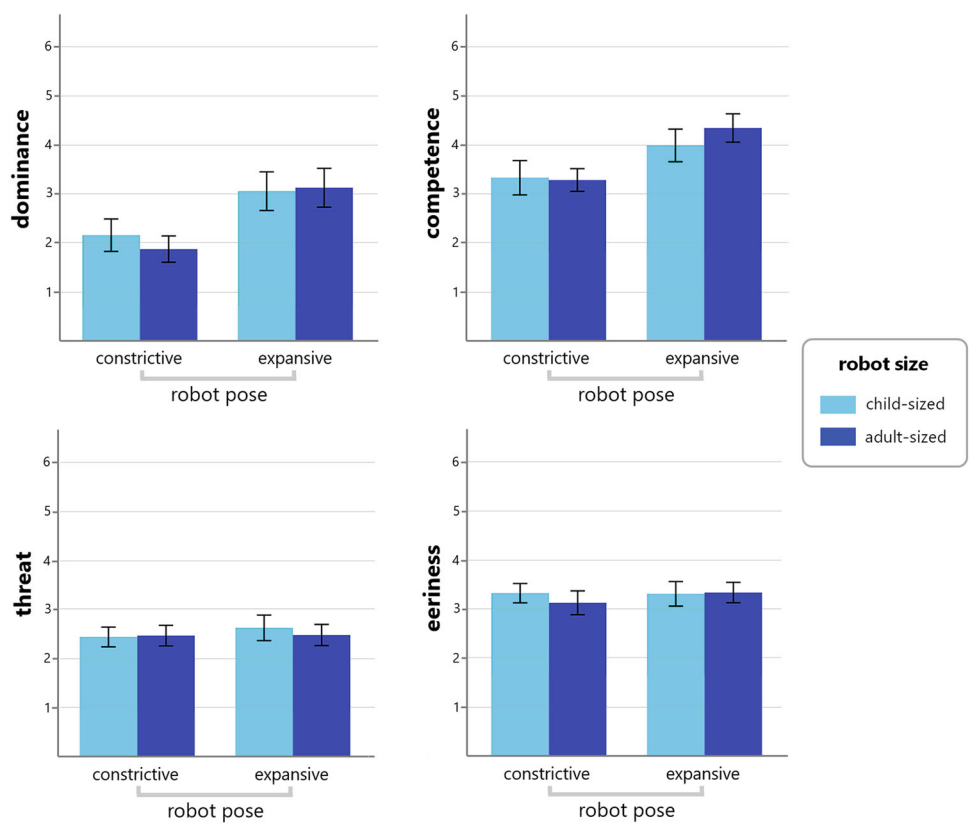 dominance
6
5
4
3
2
1
constrictive expansive
robot pose
competence
6
5
4
3
2
1
constrictive expansive
robot pose
robot size
child-sized
adult-sized
threat
6
5
4
3
2
1
constrictive expansive
robot pose
eeriness
6
5
4
3
2
1
constrictive expansive
robot pose